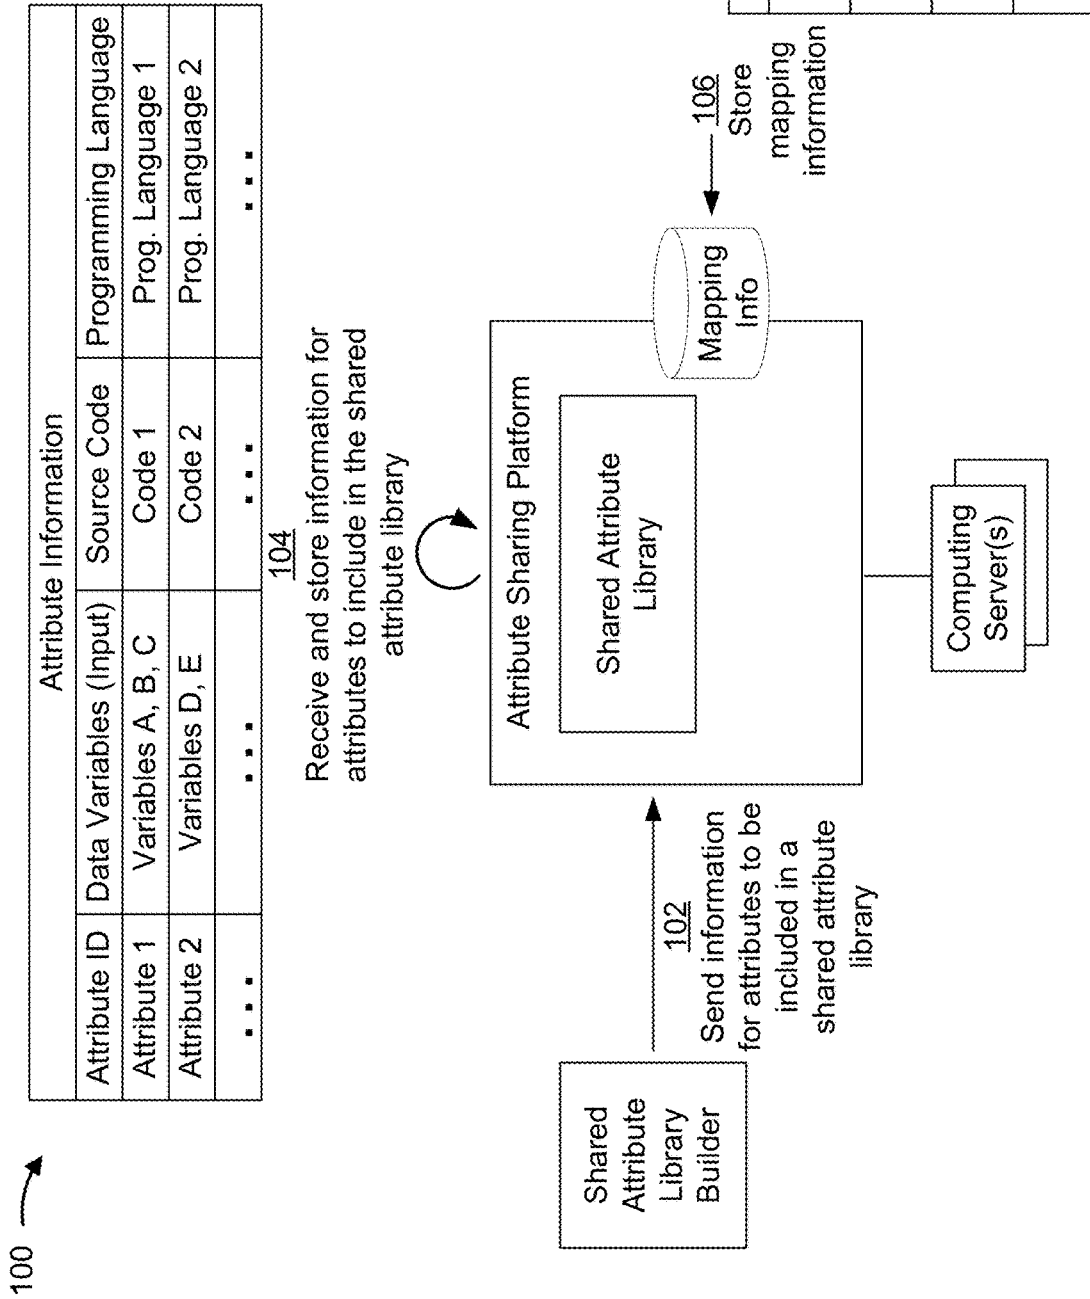 100
Attribute Information
Attribute ID Data Variables (Input) Source Code Programming Language
Attribute 1 Variables A, B, C Code 1 Prog. Language 1
Attribute 2 Variables D, E Code 2 Prog. Language 2
... ... ... ...
104
Receive and store information for
attributes to include in the shared
attribute library
Attribute Sharing Platform
Shared Attribute
Library
Mapping
Info
106
Store
mapping
information
102
Send information
for attributes to be
included in a
shared attribute
library
Shared
Attribute
Library
Builder
Computing
Server(s)